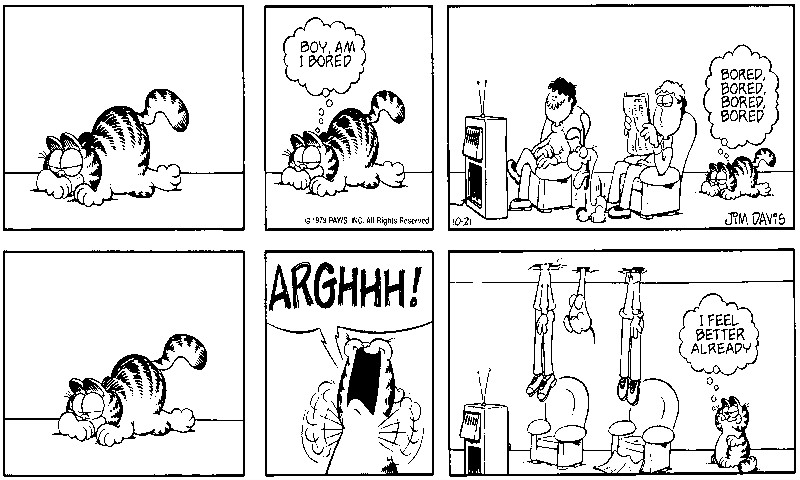 BOY, AM
I BORED
© 1979 PAWS, INC. All Rights Reserved
BORED,
BORED,
BORED,
BORED
10-21
JIM DAVIS
ARGHHH!
I FEEL
BETTER
ALREADY